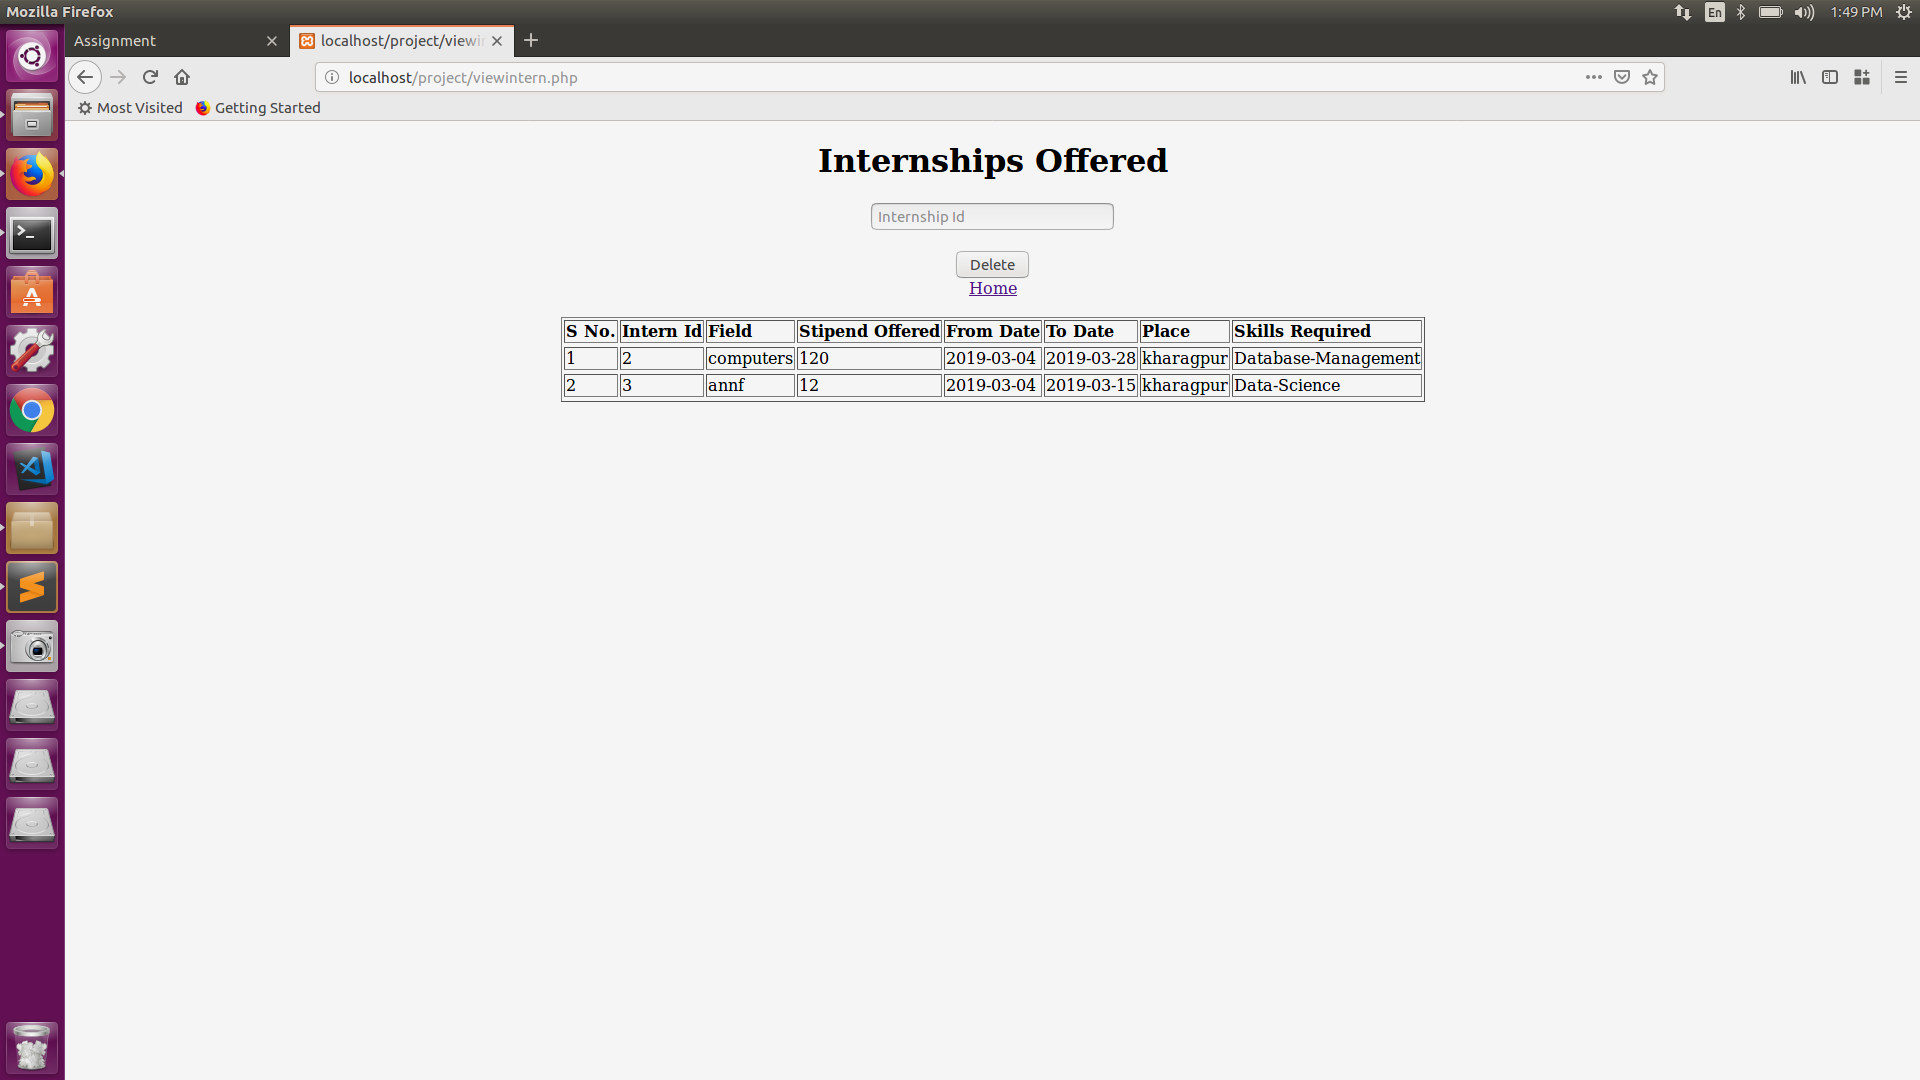 Mozilla Firefox En 1:49 PM
Assignment localhost/project/viewi
localhost/project/viewintern.php
Most Visited Getting Started
Internships Offered
Internship Id
Delete
Home
S No. Intern Id Field Stipend Offered From Date To Date Place Skills Required
1 2 computers 120 2019-03-04 2019-03-28 kharagpur Database-Management
2 3 annf 12 2019-03-04 2019-03-15 kharagpur Data-Science